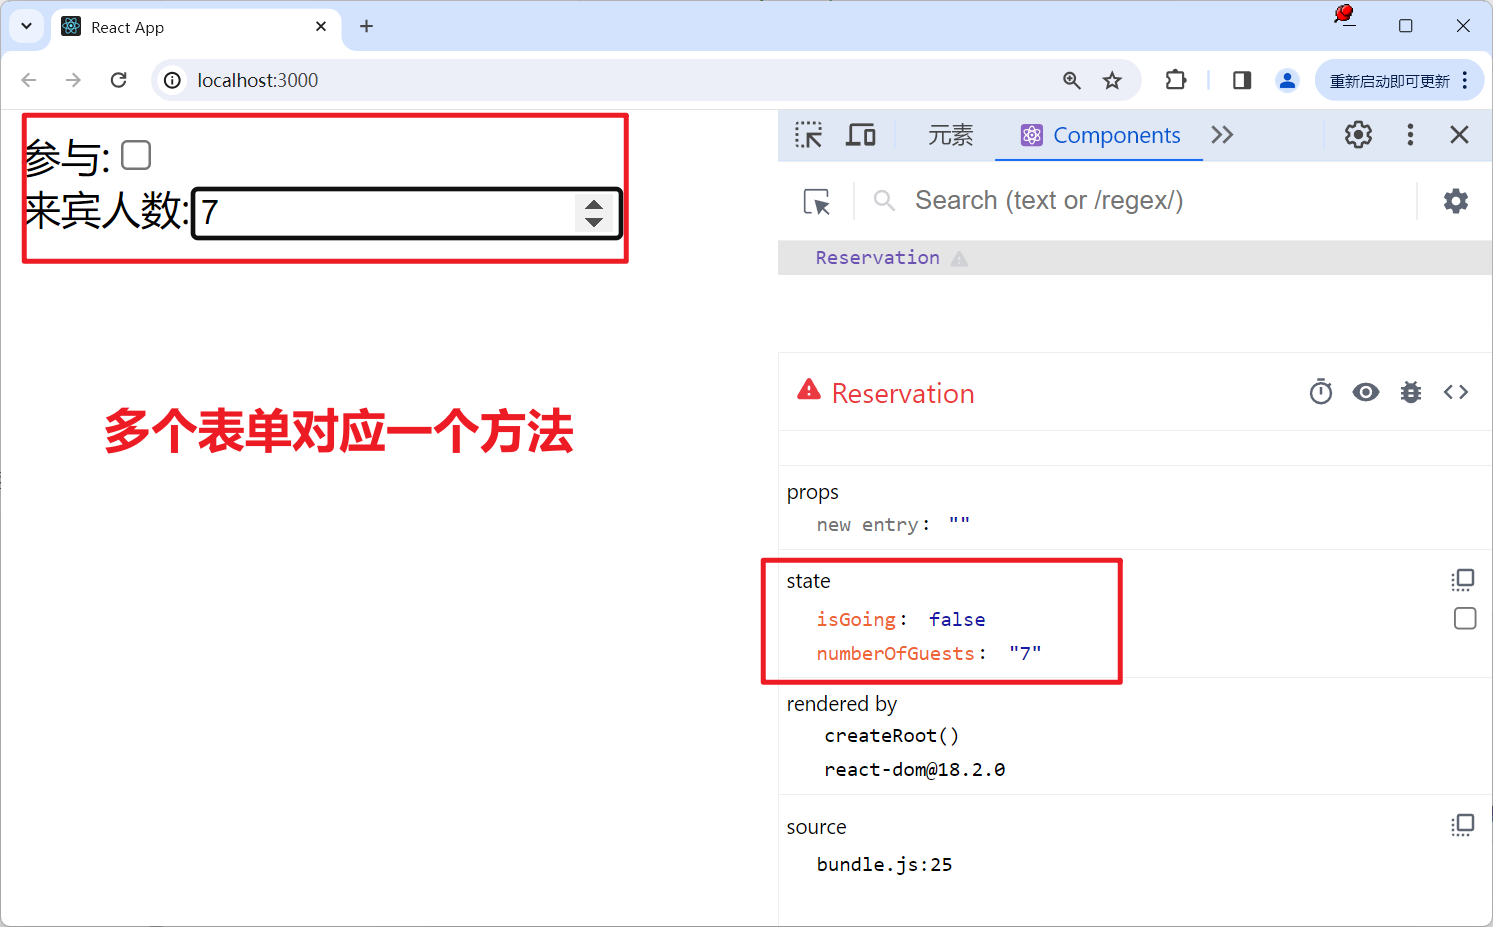 React App
localhost:3000
重新启动即可更新
参与:
来宾人数:7
多个表单对应一个方法
元素
Components
Search (text or /regex/)
Reservation
Reservation
props
new entry: ""
state
isGoing: false
numberOfGuests: "7"
rendered by
createRoot()
react-dom@18.2.0
source
bundle.js:25